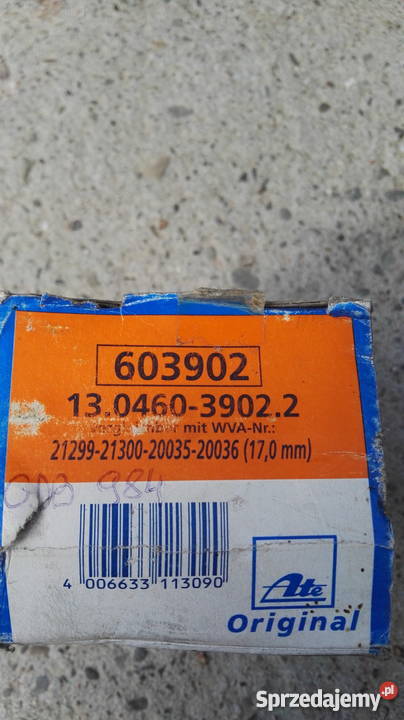 603902
13.0460-3902.2
mit WVA-Nr.:
21299-21300-20035-20036 (17,0 mm)
984
4 006633 113090
Ate
Original
Sprzedajemy.pl